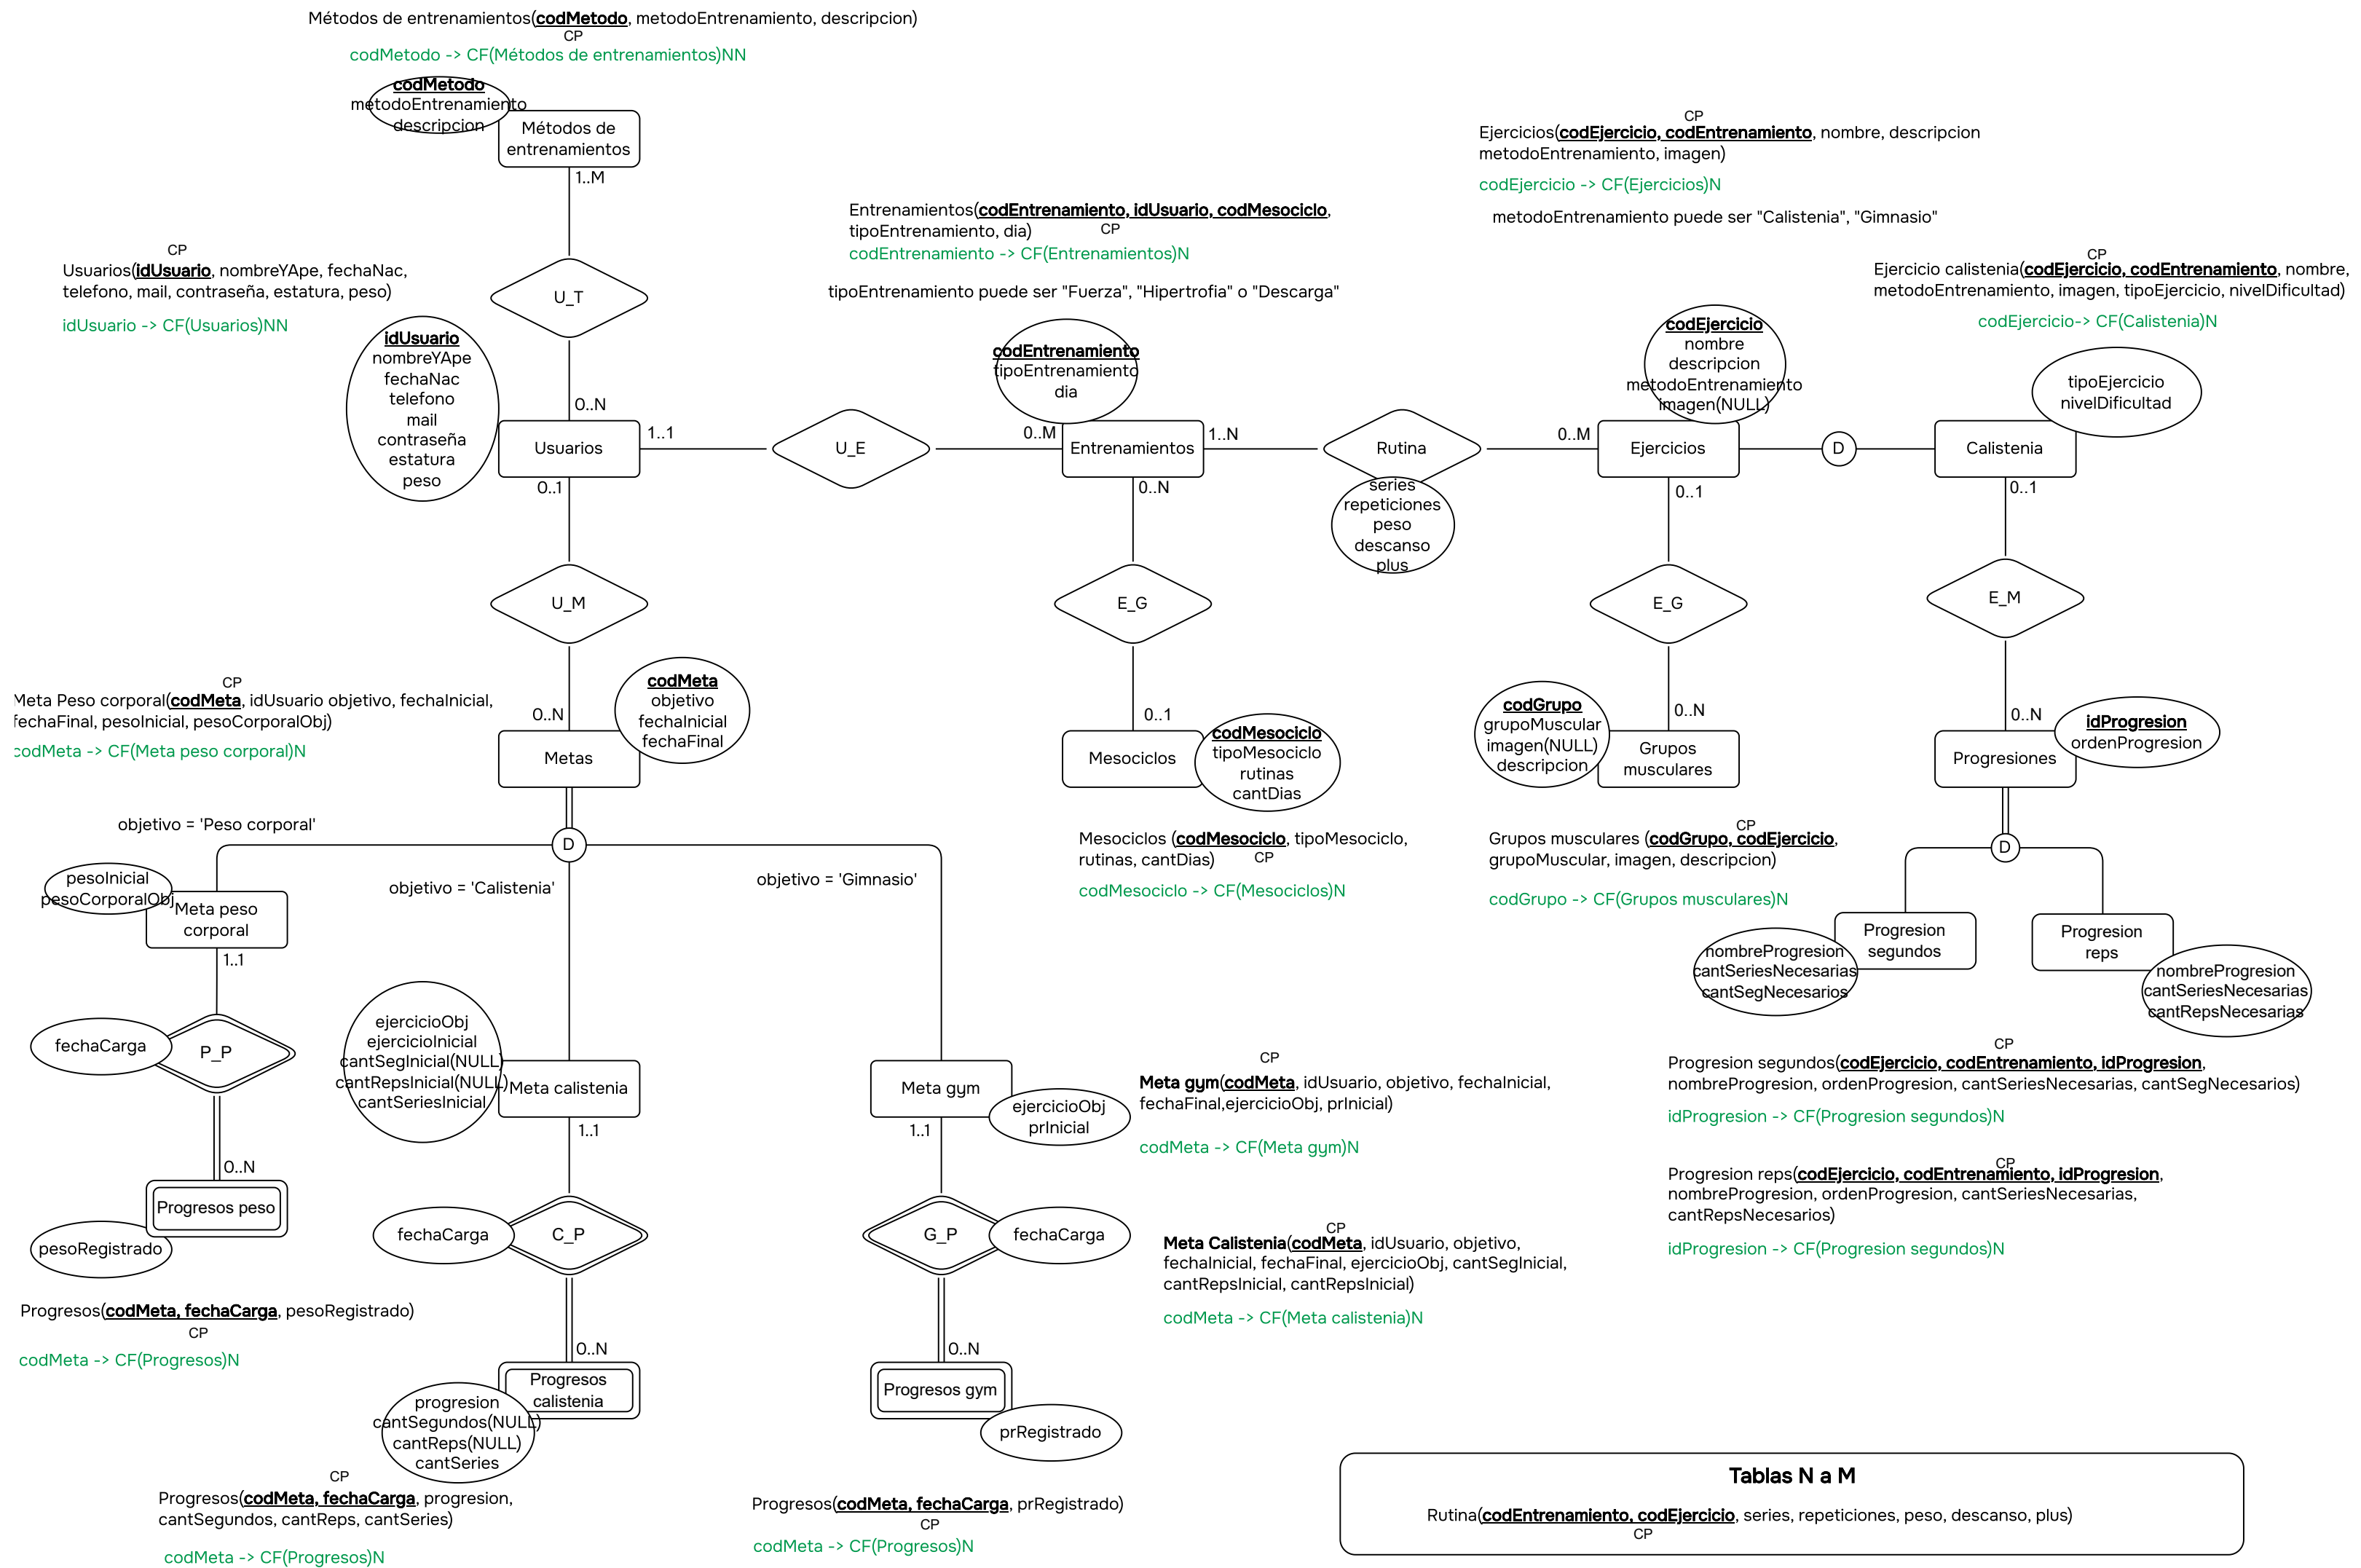 Métodos de entrenamientos(codMetodo, metodoEntrenamiento, descripcion)
CP
codMetodo -> CF(Métodos de entrenamientos)NN
codMetodo
metodoEntrenamiento
descripcion
Métodos de
entrenamientos
1..M
U_T
0..N
CP
Usuarios(idUsuario, nombreYApe, fechaNac,
telefono, mail, contraseña, estatura, peso)
idUsuario -> CF(Usuarios)NN
idUsuario
nombreYApe
fechaNac
telefono
mail
contraseña
estatura
peso
Usuarios
1..1
0..1
U_E
Entrenamientos(codEntrenamiento, idUsuario, codMesociclo,
tipoEntrenamiento, dia)
CP
codEntrenamiento -> CF(Entrenamientos)N
tipoEntrenamiento puede ser "Fuerza", "Hipertrofia" o "Descarga"
codEntrenamiento
tipoEntrenamiento
dia
0..M
Entrenamientos
1..N
0..N
Rutina
series
repeticiones
peso
descanso
plus
CP
Ejercicios(codEjercicio, codEntrenamiento, nombre, descripcion
metodoEntrenamiento, imagen)
codEjercicio -> CF(Ejercicios)N
metodoEntrenamiento puede ser "Calistenia", "Gimnasio"
codEjercicio
nombre
descripcion
metodoEntrenamiento
imagen(NULL)
0..M
Ejercicios
0..1
D
CP
Ejercicio calistenia(codEjercicio, codEntrenamiento, nombre,
metodoEntrenamiento, imagen, tipoEjercicio, nivelDificultad)
codEjercicio-> CF(Calistenia)N
tipoEjercicio
nivelDificultad
Calistenia
0..1
U_M
E_G
E_G
E_M
CP
Meta Peso corporal(codMeta, idUsuario objetivo, fechaInicial,
fechaFinal, pesoInicial, pesoCorporalObj)
codMeta -> CF(Meta peso corporal)N
0..N
codMeta
objetivo
fechaInicial
fechaFinal
Metas
0..1
Mesociclos
codMesociclo
tipoMesociclo
rutinas
cantDias
Mesociclos (codMesociclo, tipoMesociclo,
rutinas, cantDias)
CP
codMesociclo -> CF(Mesociclos)N
codGrupo
grupoMuscular
imagen(NULL)
descripcion
0..N
Grupos
musculares
CP
Grupos musculares (codGrupo, codEjercicio,
grupoMuscular, imagen, descripcion)
codGrupo -> CF(Grupos musculares)N
0..N
idProgresion
ordenProgresion
Progresiones
D
Progresion
segundos
nombreProgresion
cantSeriesNecesarias
cantSegNecesarios
Progresion
reps
nombreProgresion
cantSeriesNecesarias
cantRepsNecesarias
objetivo = 'Peso corporal'
D
objetivo = 'Calistenia'
objetivo = 'Gimnasio'
pesoInicial
pesoCorporalObj
Meta peso
corporal
1..1
fechaCarga
P_P
0..N
Progresos peso
pesoRegistrado
Progresos(codMeta, fechaCarga, pesoRegistrado)
CP
codMeta -> CF(Progresos)N
ejercicioObj
ejercicioInicial
cantSegInicial(NULL)
cantRepsInicial(NULL)
cantSeriesInicial
Meta calistenia
1..1
fechaCarga
C_P
0..N
Progresos
calistenia
progresion
cantSegundos(NULL)
cantReps(NULL)
cantSeries
CP
Progresos(codMeta, fechaCarga, progresion,
cantSegundos, cantReps, cantSeries)
codMeta -> CF(Progresos)N
Meta gym
ejercicioObj
prInicial
1..1
G_P
fechaCarga
0..N
Progresos gym
prRegistrado
Progresos(codMeta, fechaCarga, prRegistrado)
CP
codMeta -> CF(Progresos)N
CP
Meta gym(codMeta, idUsuario, objetivo, fechaInicial,
fechaFinal,ejercicioObj, prInicial)
codMeta -> CF(Meta gym)N
CP
Meta Calistenia(codMeta, idUsuario, objetivo,
fechaInicial, fechaFinal, ejercicioObj, cantSegInicial,
cantRepsInicial, cantRepsInicial)
codMeta -> CF(Meta calistenia)N
CP
Progresion segundos(codEjercicio, codEntrenamiento, idProgresion,
nombreProgresion, ordenProgresion, cantSeriesNecesarias, cantSegNecesarios)
idProgresion -> CF(Progresion segundos)N
CP
Progresion reps(codEjercicio, codEntrenamiento, idProgresion,
nombreProgresion, ordenProgresion, cantSeriesNecesarias,
cantRepsNecesarios)
idProgresion -> CF(Progresion segundos)N
Tablas N a M
Rutina(codEntrenamiento, codEjercicio, series, repeticiones, peso, descanso, plus)
CP